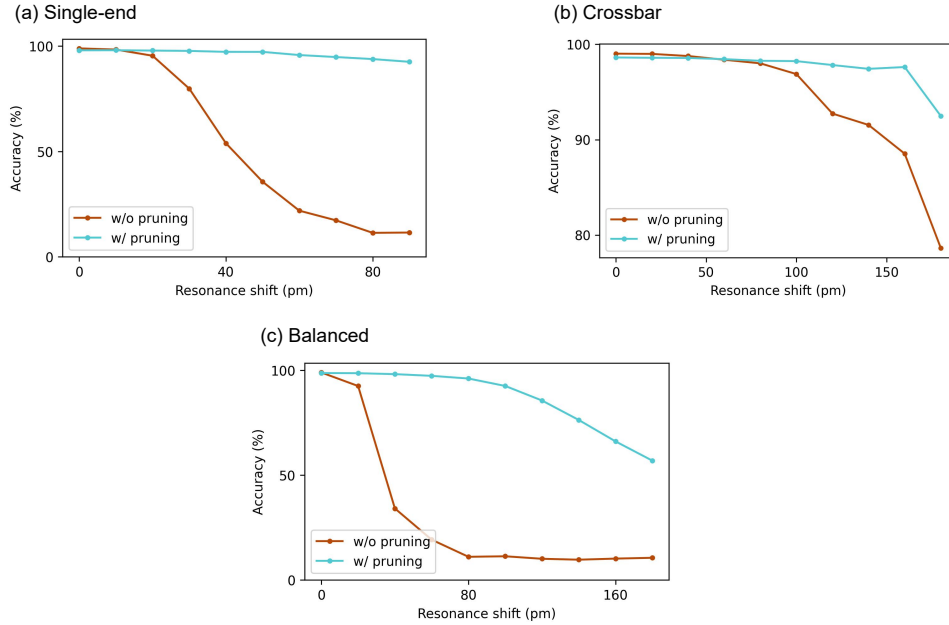 (a) Single-end
100
50
0
Accuracy (%)
w/o pruning
w/ pruning
0 40 80
Resonance shift (pm)
(b) Crossbar
100
90
80
Accuracy (%)
w/o pruning
w/ pruning
0 50 100 150
Resonance shift (pm)
(c) Balanced
100
50
0
Accuracy (%)
w/o pruning
w/ pruning
0 80 160
Resonance shift (pm)